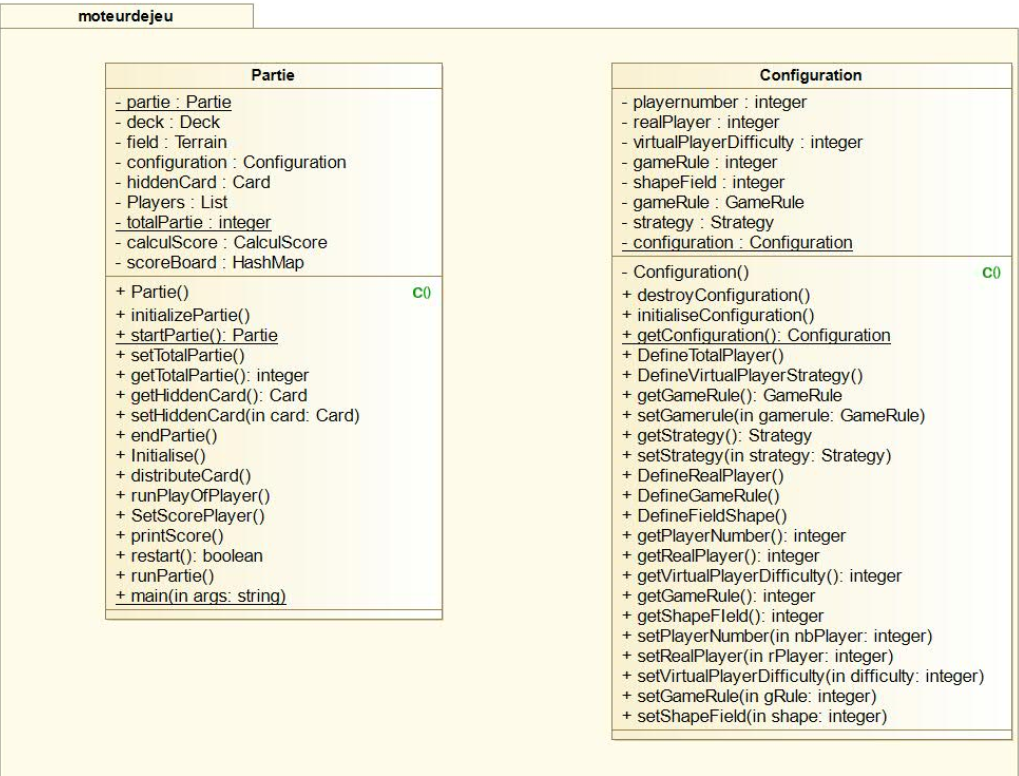 moteurdejeu
Partie
- partie : Partie
- deck : Deck
- field : Terrain
- configuration : Configuration
- hiddenCard : Card
- Players : List
- totalPartie : integer
- calculScore : CalculScore
- scoreBoard : HashMap
+ Partie() C()
+ initializePartie()
+ startPartie(): Partie
+ setTotalPartie()
+ getTotalPartie(): integer
+ getHiddenCard(): Card
+ setHiddenCard(in card: Card)
+ endPartie()
+ Initialise()
+ distributeCard()
+ runPlayOfPlayer()
+ SetScorePlayer()
+ printScore()
+ restart(): boolean
+ runPartie()
+ main(in args: string)
Configuration
- playernumber : integer
- realPlayer : integer
- virtualPlayerDifficulty : integer
- gameRule : integer
- shapeField : integer
- gameRule : GameRule
- strategy : Strategy
- configuration : Configuration
- Configuration() C()
+ destroyConfiguration()
+ initialiseConfiguration()
+ getConfiguration(): Configuration
+ DefineTotalPlayer()
+ DefineVirtualPlayerStrategy()
+ getGameRule(): GameRule
+ setGamerule(in gamerule: GameRule)
+ getStrategy(): Strategy
+ setStrategy(in strategy: Strategy)
+ DefineRealPlayer()
+ DefineGameRule()
+ DefineFieldShape()
+ getPlayerNumber(): integer
+ getRealPlayer(): integer
+ getVirtualPlayerDifficulty(): integer
+ getGameRule(): integer
+ getShapeFIeld(): integer
+ setPlayerNumber(in nbPlayer: integer)
+ setRealPlayer(in rPlayer: integer)
+ setVirtualPlayerDifficulty(in difficulty: integer)
+ setGameRule(in gRule: integer)
+ setShapeField(in shape: integer)